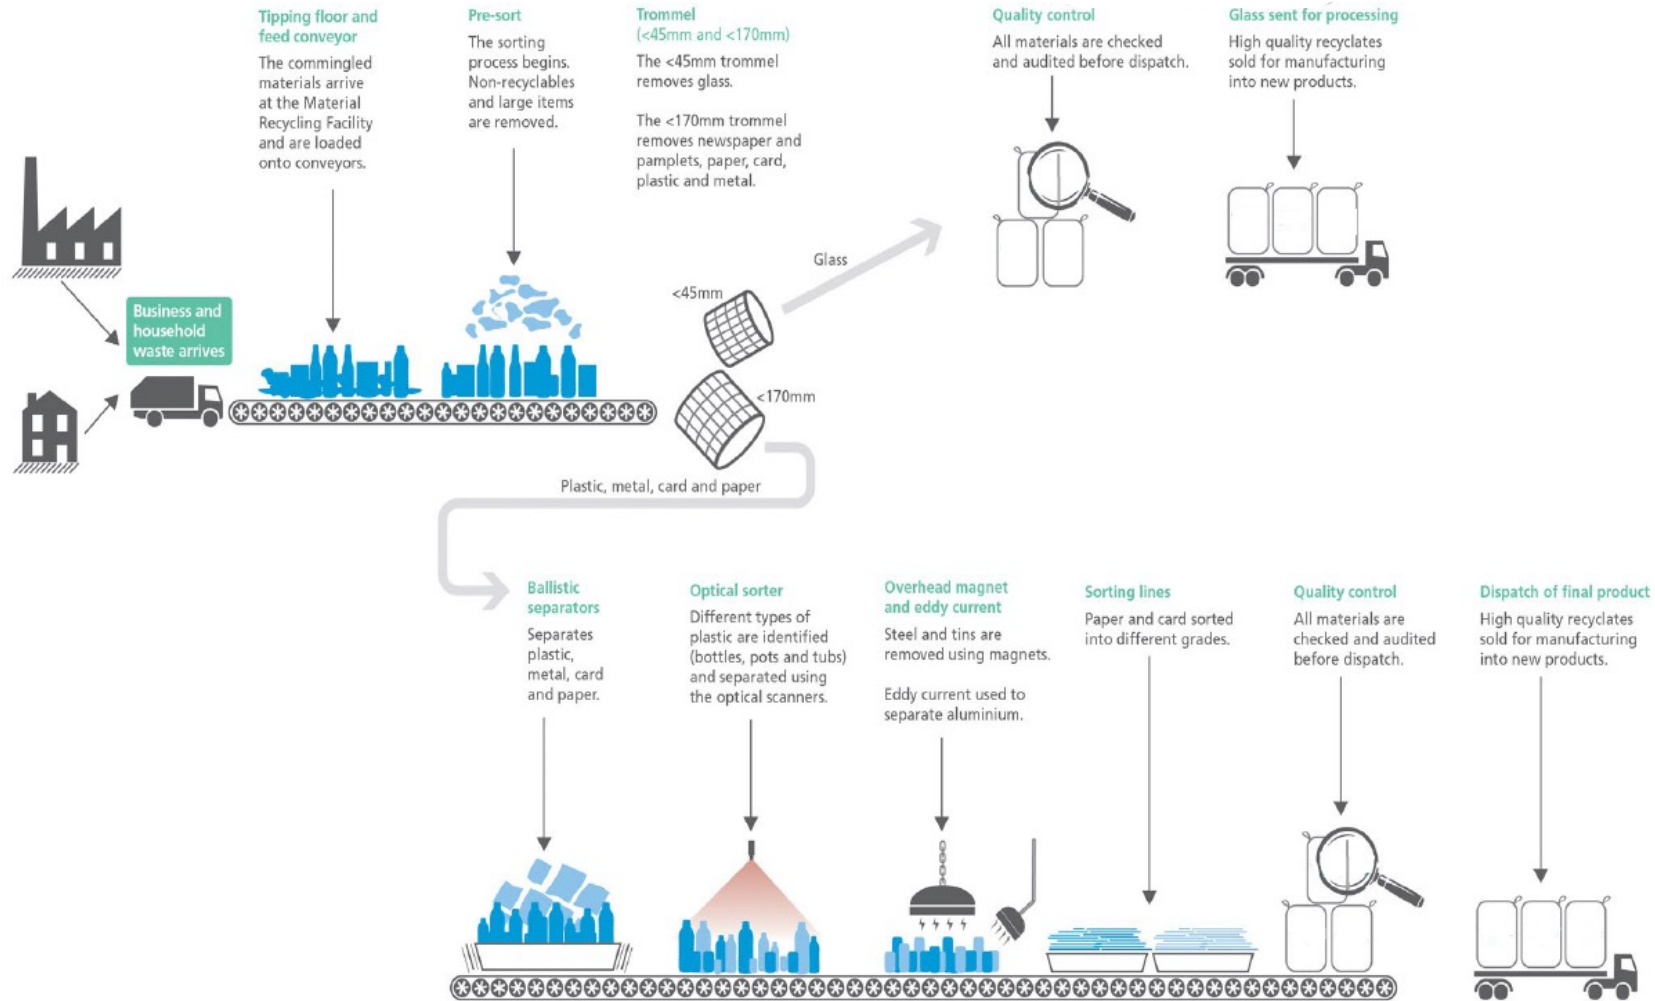 Tipping floor and
feed conveyor
The commingled
materials arrive
at the Material
Recycling Facility
and are loaded
onto conveyors.
Pre-sort
The sorting
process begins.
Non-recyclables
and large items
are removed.
Trommel
(<45mm and <170mm)
The <45mm trommel
removes glass.
The <170mm trommel
removes newspaper and
pamplets, paper, card,
plastic and metal.
Quality control
All materials are checked
and audited before dispatch.
Glass sent for processing
High quality recyclates
sold for manufacturing
into new products.
Business and
household
waste arrives
<45mm
Glass
<170mm
Plastic, metal, card and paper
Ballistic
separators
Separates
plastic,
metal, card
and paper.
Optical sorter
Different types of
plastic are identified
(bottles, pots and tubs)
and separated using
the optical scanners.
Overhead magnet
and eddy current
Steel and tins are
removed using magnets.
Eddy current used to
separate aluminium.
Sorting lines
Paper and card sorted
into different grades.
Quality control
All materials are
checked and audited
before dispatch.
Dispatch of final product
High quality recyclates
sold for manufacturing
into new products.